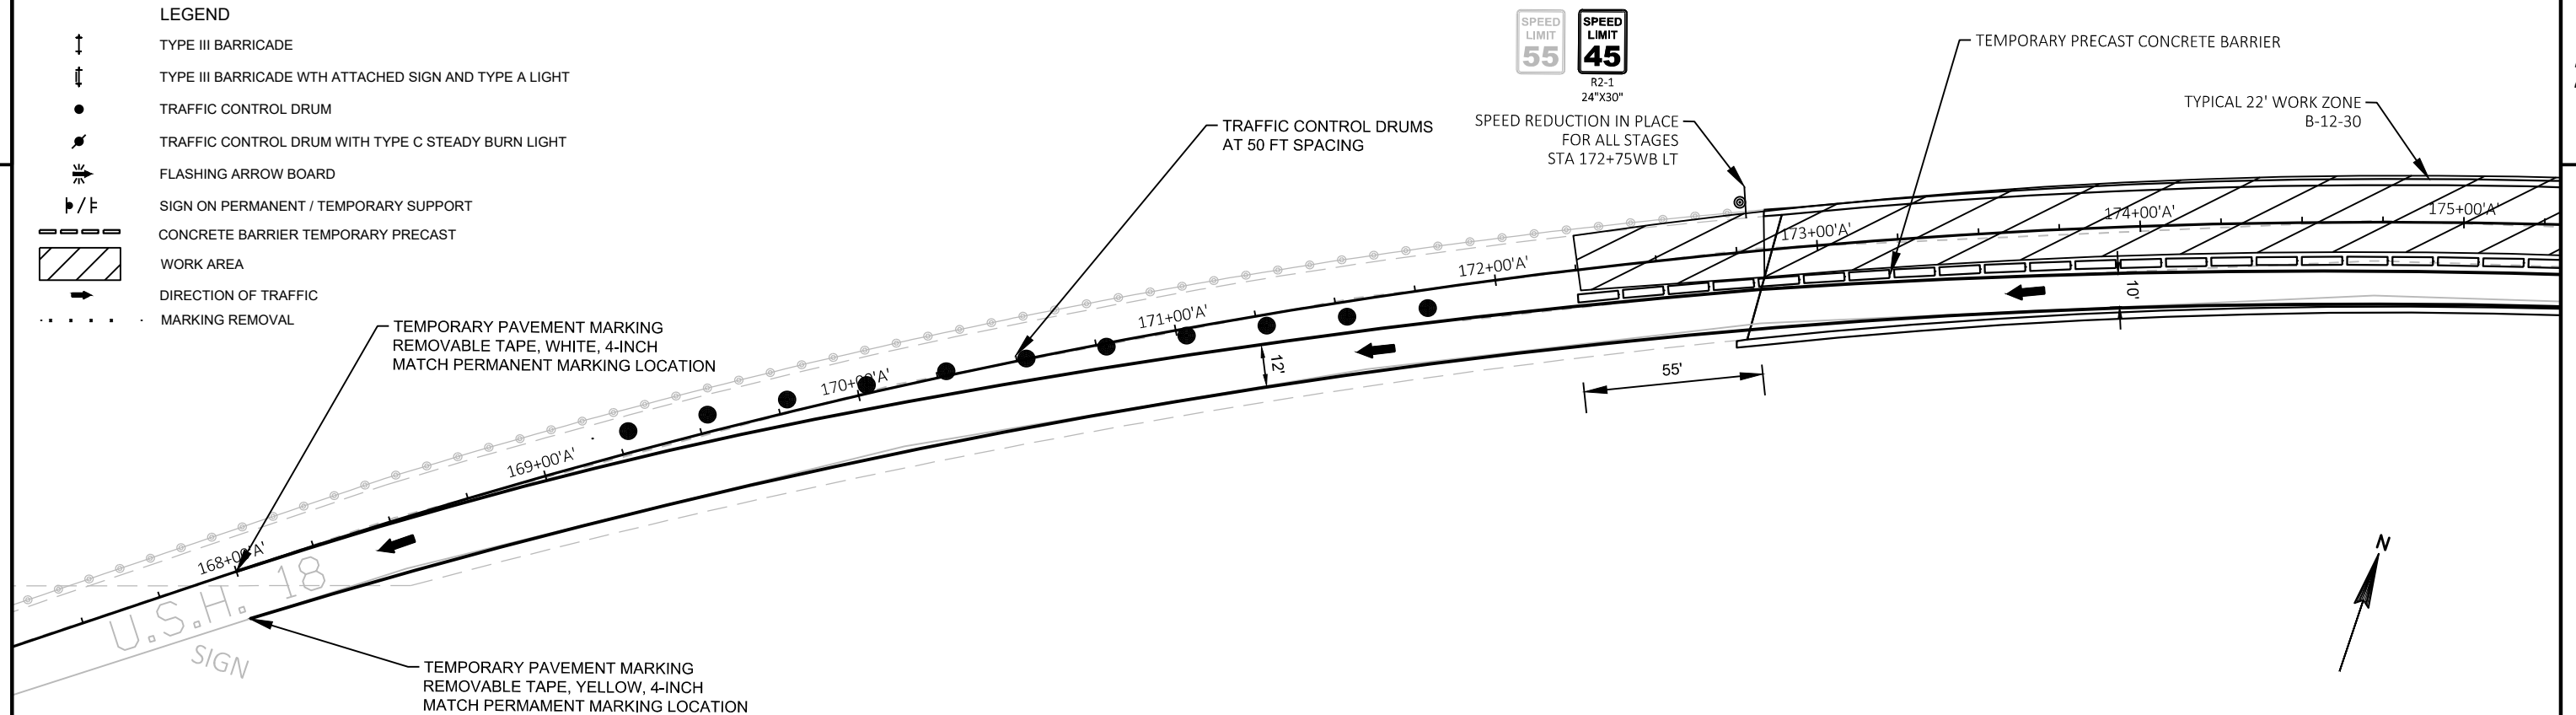 LEGEND
TYPE III BARRICADE
TYPE III BARRICADE WTH ATTACHED SIGN AND TYPE A LIGHT
TRAFFIC CONTROL DRUM
TRAFFIC CONTROL DRUM WITH TYPE C STEADY BURN LIGHT
FLASHING ARROW BOARD
SIGN ON PERMANENT / TEMPORARY SUPPORT
CONCRETE BARRIER TEMPORARY PRECAST
WORK AREA
DIRECTION OF TRAFFIC
MARKING REMOVAL
TEMPORARY PAVEMENT MARKING
REMOVABLE TAPE, WHITE, 4-INCH
MATCH PERMANENT MARKING LOCATION
TRAFFIC CONTROL DRUMS
AT 50 FT SPACING
SPEED
LIMIT
55
SPEED
LIMIT
45
R2-1
24"X30"
SPEED REDUCTION IN PLACE
FOR ALL STAGES
STA 172+75WB LT
TEMPORARY PRECAST CONCRETE BARRIER
TYPICAL 22' WORK ZONE
B-12-30
168+00'A'
169+00'A'
170+00'A'
171+00'A'
172+00'A'
173+00'A'
174+00'A'
175+00'A'
12'
10'
55'
U.S.H. 18
SIGN
N
TEMPORARY PAVEMENT MARKING
REMOVABLE TAPE, YELLOW, 4-INCH
MATCH PERMAMENT MARKING LOCATION